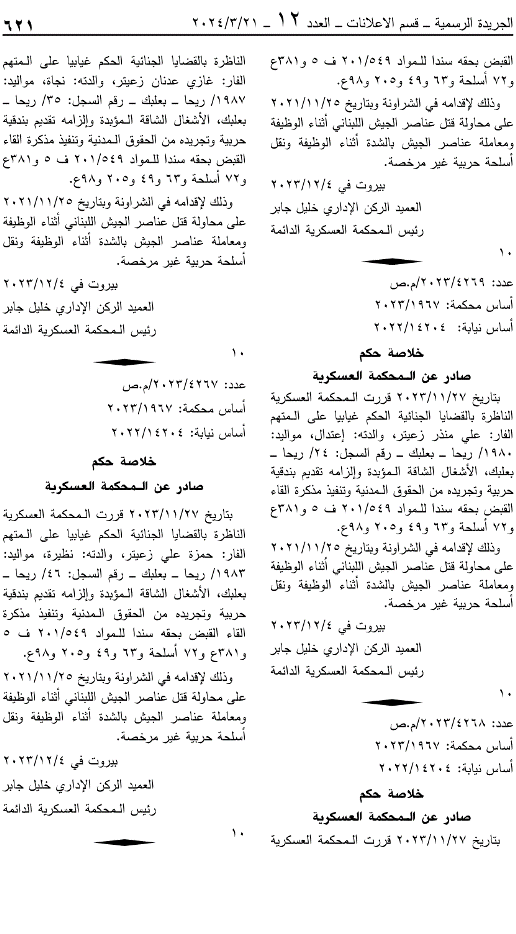 الجريدة الرسمية ــ قسم الاعلانات ــ العدد ١٢ ــ ٢٠٢٤/٣/٢١
٦٢١
القبض بحقه سندا للمواد ٢٠١/٥٤٩ ف ٥ و٣٨١ع
و٧٢ أسلحة و٦٣ و٤٩ و٢٠٥ و٩٨ع.
وذلك لإقدامه في الشراونة وبتاريخ ٢٠٢١/١١/٢٥
على محاولة قتل عناصر الجيش اللبناني أثناء الوظيفة
ومعاملة عناصر الجيش بالشدة أثناء الوظيفة ونقل
أسلحة حربية غير مرخصة.
بيروت في ٢٠٢٣/١٢/٤
العميد الركن الإداري خليل جابر
رئيس المحكمة العسكرية الدائمة
١٠
عدد: ٢٠٢٣/٤٢٦٩/م.ص
أساس محكمة: ٢٠٢٣/١٩٦٧
أساس نيابة: ٢٠٢٢/١٤٢٠٤
خلاصة حكم
صادر عن المحكمة العسكرية
بتاريخ ٢٠٢٣/١١/٢٧ قررت المحكمة العسكرية
الناظرة بالقضايا الجنائية الحكم غيابيا على المتهم
الفار: علي منذر زعيتر، والدته: إعتدال، مواليد:
١٩٨٠/ ريحا ــ بعلبك ــ رقم السجل: ٢٤/ ريحا ــ
بعلبك، الأشغال الشاقة المؤبدة وإلزامه تقديم بندقية
حربية وتجريده من الحقوق المدنية وتنفيذ مذكرة القاء
القبض بحقه سندا للمواد ٢٠١/٥٤٩ ف ٥ و٣٨١ع
و٧٢ أسلحة و٦٣ و٤٩ و٢٠٥ و٩٨ع.
وذلك لإقدامه في الشراونة وبتاريخ ٢٠٢١/١١/٢٥
على محاولة قتل عناصر الجيش اللبناني أثناء الوظيفة
ومعاملة عناصر الجيش بالشدة أثناء الوظيفة ونقل
أسلحة حربية غير مرخصة.
بيروت في ٢٠٢٣/١٢/٤
العميد الركن الإداري خليل جابر
رئيس المحكمة العسكرية الدائمة
١٠
عدد: ٢٠٢٣/٤٢٦٨/م.ص
أساس محكمة: ٢٠٢٣/١٩٦٧
أساس نيابة: ٢٠٢٢/١٤٢٠٤
خلاصة حكم
صادر عن المحكمة العسكرية
بتاريخ ٢٠٢٣/١١/٢٧ قررت المحكمة العسكرية
الناظرة بالقضايا الجنائية الحكم غيابيا على المتهم
الفار: غازي عدنان زعيتر، والدته: نجاة، مواليد:
١٩٨٧/ ريحا ــ بعلبك ــ رقم السجل: ٣٥/ ريحا ــ
بعلبك، الأشغال الشاقة المؤبدة وإلزامه تقديم بندقية
حربية وتجريده من الحقوق المدنية وتنفيذ مذكرة القاء
القبض بحقه سندا للمواد ٢٠١/٥٤٩ ف ٥ و٣٨١ع
و٧٢ أسلحة و٦٣ و٤٩ و٢٠٥ و٩٨ع.
وذلك لإقدامه في الشراونة وبتاريخ ٢٠٢١/١١/٢٥
على محاولة قتل عناصر الجيش اللبناني أثناء الوظيفة
ومعاملة عناصر الجيش بالشدة أثناء الوظيفة ونقل
أسلحة حربية غير مرخصة.
بيروت في ٢٠٢٣/١٢/٤
العميد الركن الإداري خليل جابر
رئيس المحكمة العسكرية الدائمة
١٠
عدد: ٢٠٢٣/٤٢٦٧/م.ص
أساس محكمة: ٢٠٢٣/١٩٦٧
أساس نيابة: ٢٠٢٢/١٤٢٠٤
خلاصة حكم
صادر عن المحكمة العسكرية
بتاريخ ٢٠٢٣/١١/٢٧ قررت المحكمة العسكرية
الناظرة بالقضايا الجنائية الحكم غيابيا على المتهم
الفار: حمزة علي زعيتر، والدته: نظيرة، مواليد:
١٩٨٣/ ريحا ــ بعلبك ــ رقم السجل: ٤٦/ ريحا ــ
بعلبك، الأشغال الشاقة المؤبدة وإلزامه تقديم بندقية
حربية وتجريده من الحقوق المدنية وتنفيذ مذكرة
القاء القبض بحقه سندا للمواد ٢٠١/٥٤٩ ف ٥
و٣٨١ع و٧٢ أسلحة و٦٣ و٤٩ و٢٠٥ و٩٨ع.
وذلك لإقدامه في الشراونة وبتاريخ ٢٠٢١/١١/٢٥
على محاولة قتل عناصر الجيش اللبناني أثناء الوظيفة
ومعاملة عناصر الجيش بالشدة أثناء الوظيفة ونقل
أسلحة حربية غير مرخصة.
بيروت في ٢٠٢٣/١٢/٤
العميد الركن الإداري خليل جابر
رئيس المحكمة العسكرية الدائمة
١٠